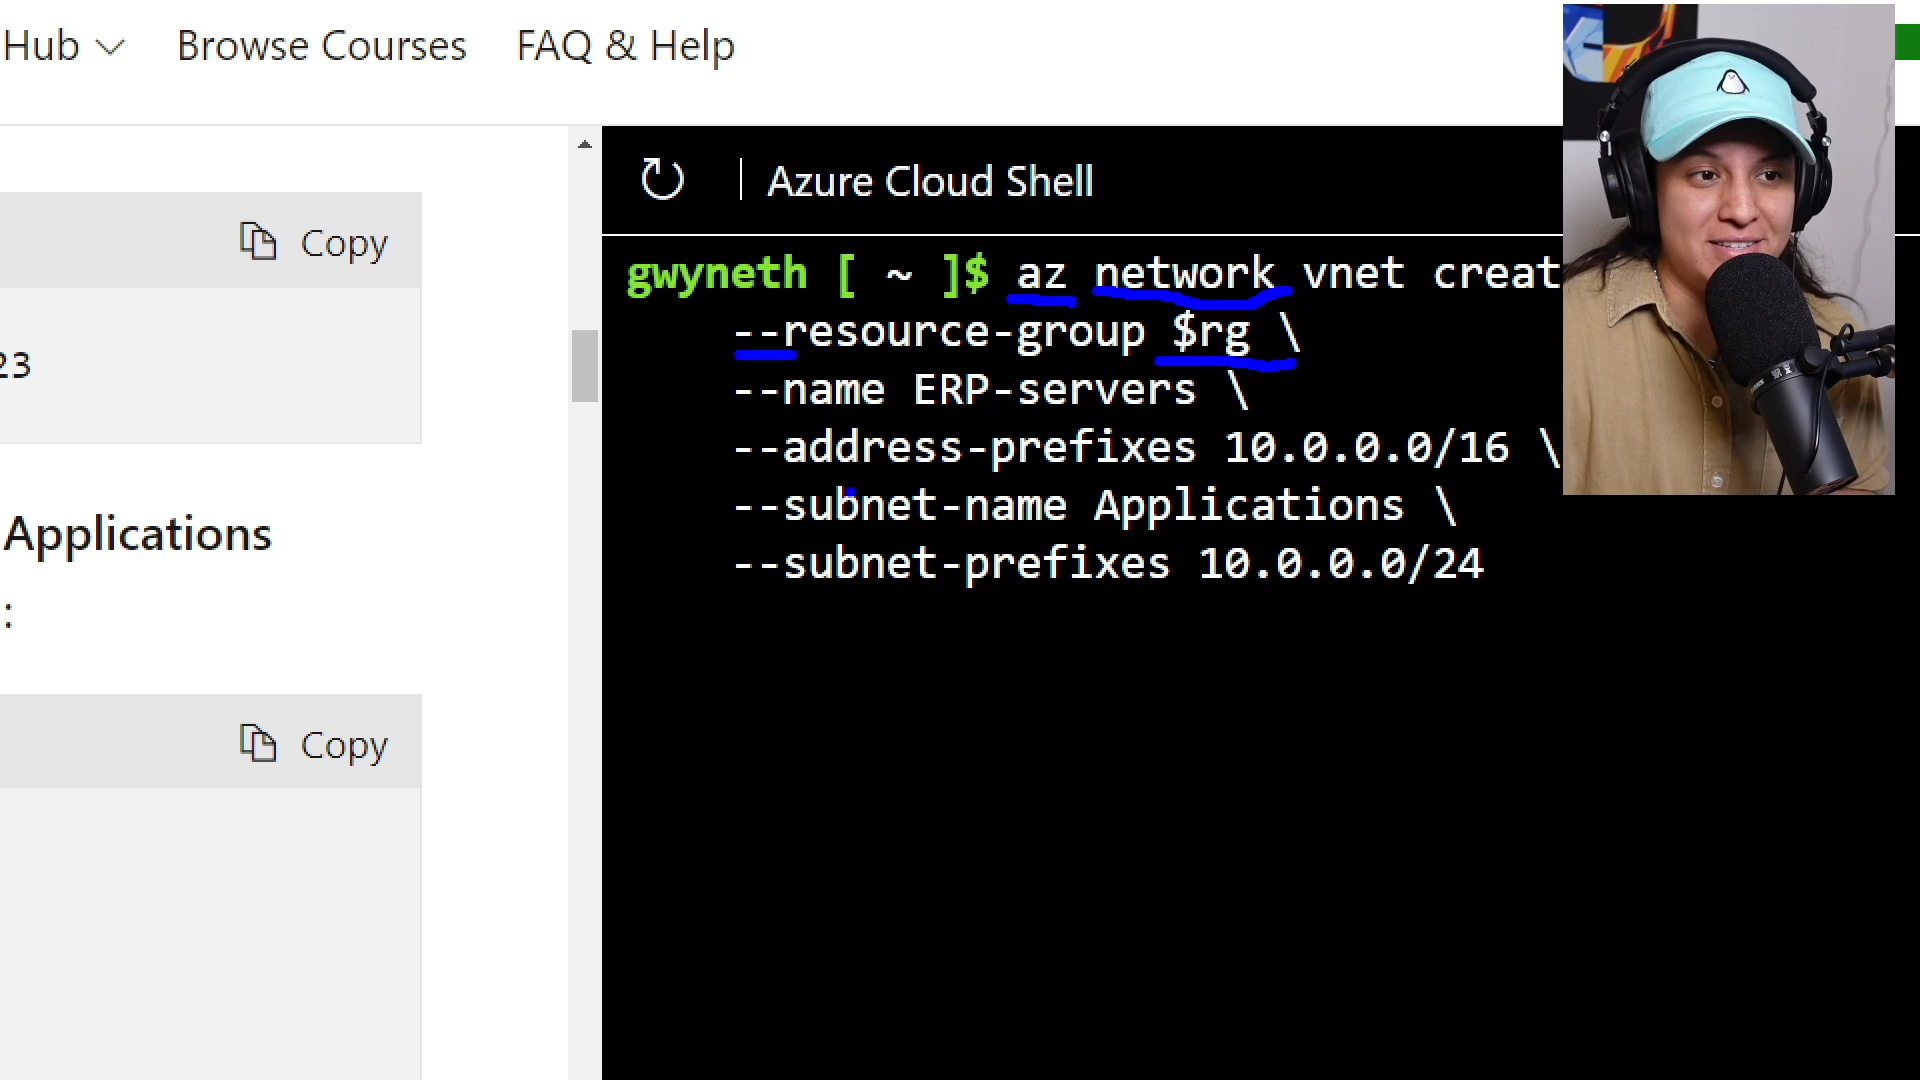 Hub
Browse Courses
FAQ & Help
Copy
23
Applications
:
Copy
Azure Cloud Shell
gwyneth [ ~ ]$ az network vnet creat
--resource-group $rg \
--name ERP-servers \
--address-prefixes 10.0.0.0/16 \
--subnet-name Applications \
--subnet-prefixes 10.0.0.0/24